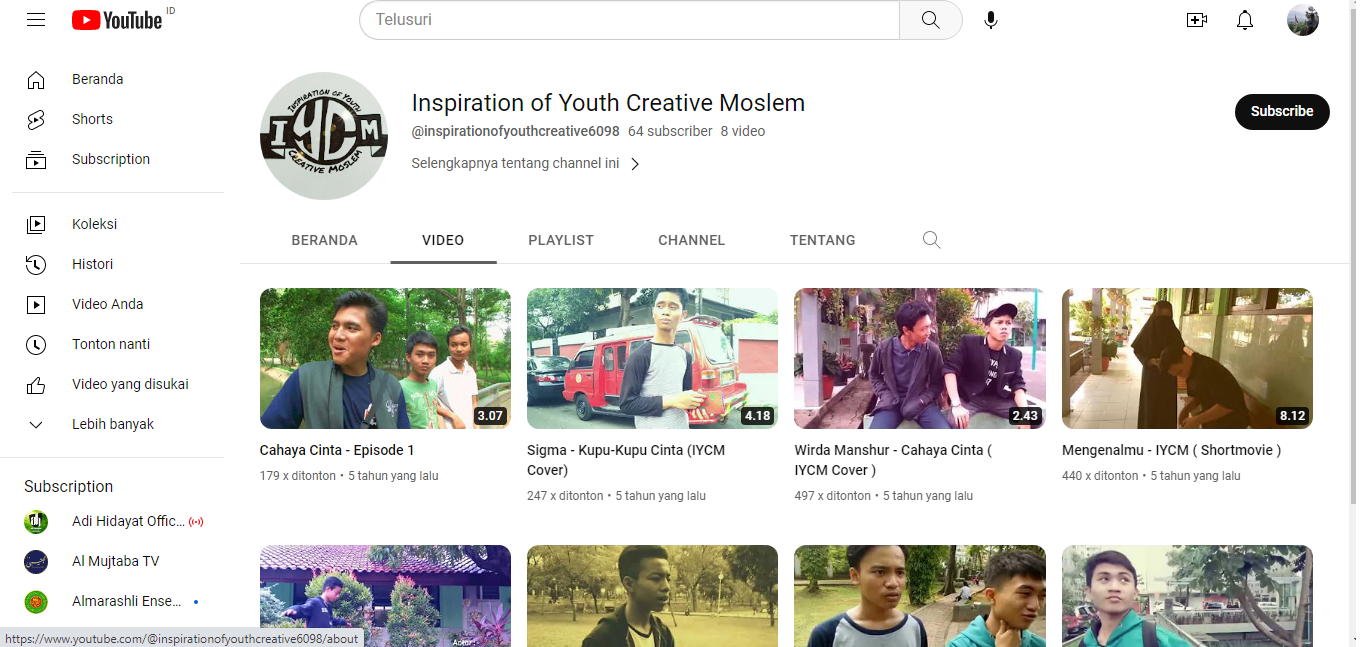 YouTube ID
Telusuri
Beranda
Shorts
Subscription
Koleksi
Histori
Video Anda
Tonton nanti
Video yang disukai
Lebih banyak
Subscription
Adi Hidayat Offic...
Al Mujtaba TV
Almarashli Ense...
INSPIRATION OF YOUTH
IYCM
CREATIVE MOSLEM
Inspiration of Youth Creative Moslem
@inspirationofyouthcreative6098 64 subscriber 8 video
Selengkapnya tentang channel ini
Subscribe
BERANDA VIDEO PLAYLIST CHANNEL TENTANG
3.07
Cahaya Cinta - Episode 1
179 x ditonton • 5 tahun yang lalu
4.18
Sigma - Kupu-Kupu Cinta (IYCM
Cover)
247 x ditonton • 5 tahun yang lalu
2.43
Wirda Manshur - Cahaya Cinta (
IYCM Cover )
497 x ditonton • 5 tahun yang lalu
8.12
Mengenalmu - IYCM ( Shortmovie )
440 x ditonton • 5 tahun yang lalu
https://www.youtube.com/@inspirationofyouthcreative6098/about